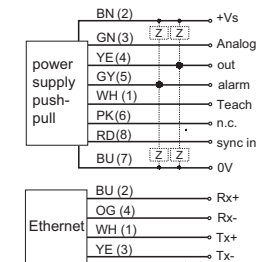 BN (2) +Vs
Z Z
GN(3) Analog
YE(4) out
GY(5) alarm
WH (1) Teach
PK(6) n.c.
RD(8) sync in
Z Z
BU(7) 0V
power
supply
push-
pull
BU (2) Rx+
OG (4) Rx-
WH (1) Tx+
YE (3) Tx-
Ethernet